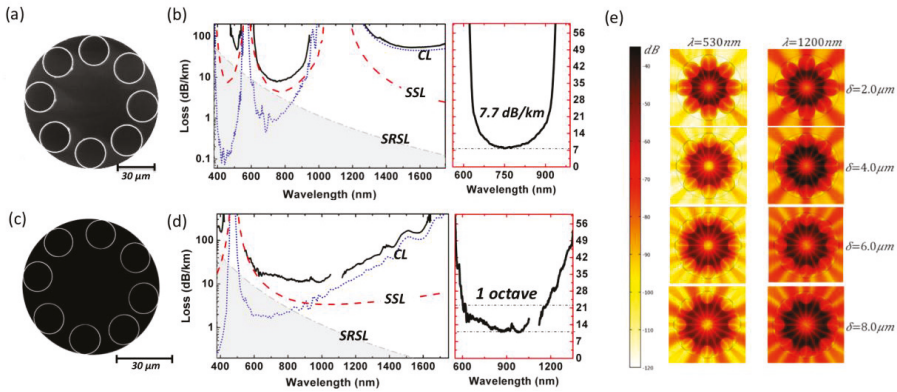 (a)
30 μm
(b)
Loss (dB/km)
100
10
1
0.1
CL
SSL
SRSL
400 600 800 1000 1200 1400 1600
Wavelength (nm)
7.7 dB/km
56
49
42
35
28
21
14
7
0
600 750 900
Wavelength (nm)
(c)
30 μm
(d)
Loss (dB/km)
100
10
1
CL
SSL
SRSL
400 600 800 1000 1200 1400 1600
Wavelength (nm)
1 octave
56
49
42
35
28
21
14
7
0
600 900 1200
Wavelength (nm)
(e)
λ=530nm λ=1200nm
dB
-40
-50
-60
-70
-80
-90
-100
-110
-120
δ=2.0μm
δ=4.0μm
δ=6.0μm
δ=8.0μm